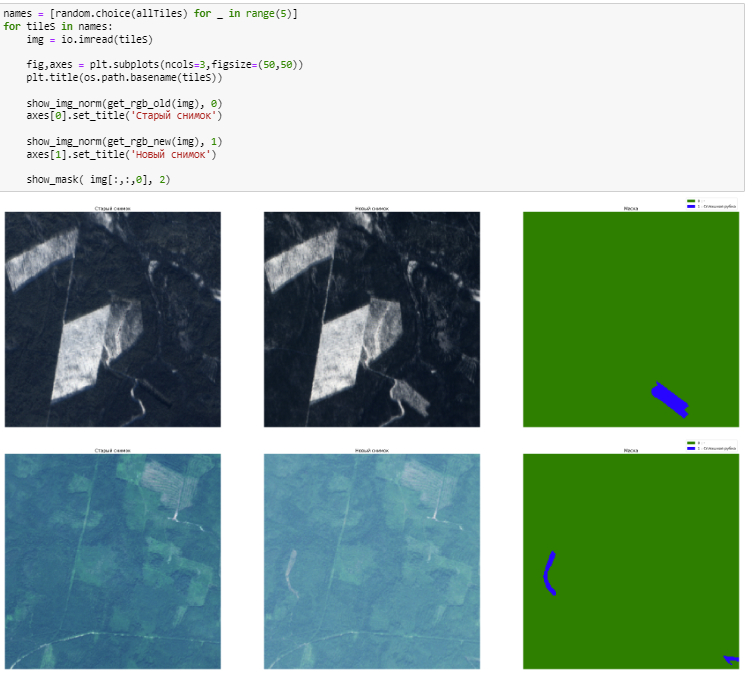 names = [random.choice(allTiles) for _ in range(5)]
for tileS in names:
    img = io.imread(tileS)
    fig,axes = plt.subplots(ncols=3,figsize=(50,50))
    plt.title(os.path.basename(tileS))
    show_img_norm(get_rgb_old(img), 0)
    axes[0].set_title('Старый снимок')
    show_img_norm(get_rgb_new(img), 1)
    axes[1].set_title('Новый снимок')
    show_mask( img[:,:,0], 2)
Старый снимок
Новый снимок
Маска
1 - Сплошная рубка
Старый снимок
Новый снимок
Маска
1 - Сплошная рубка